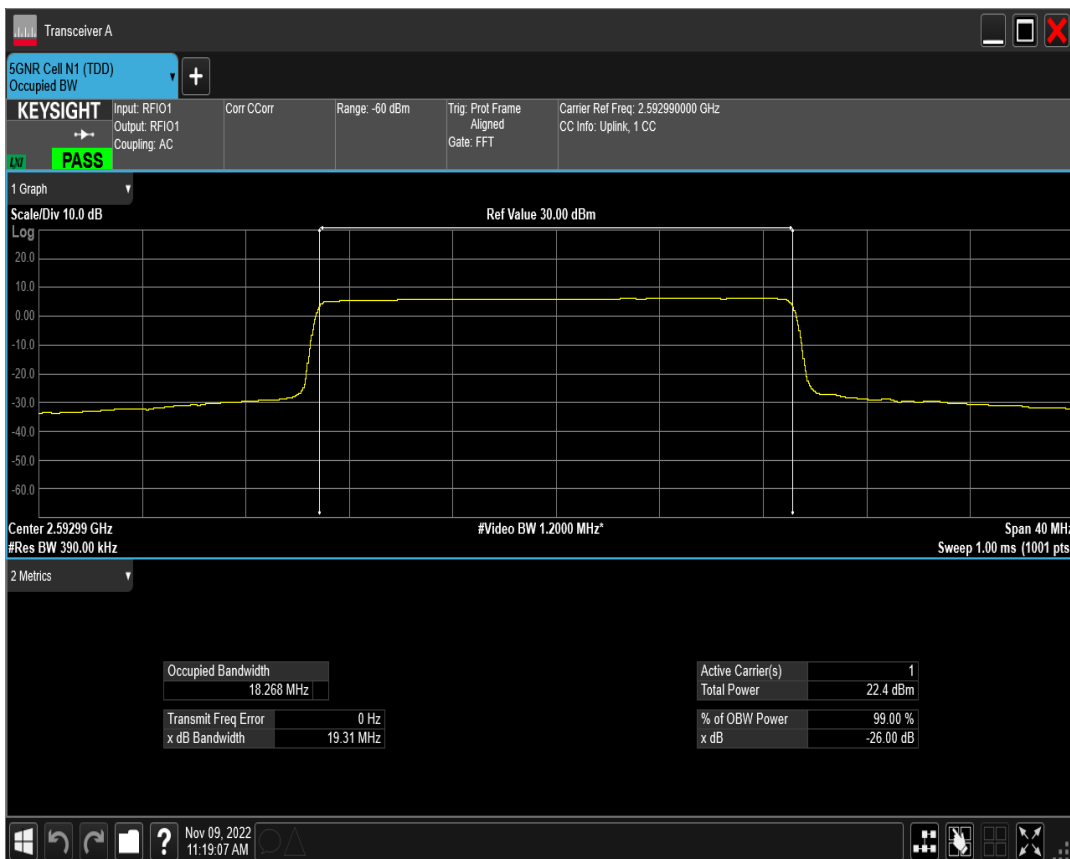 Transceiver A
5GNR Cell N1 (TDD)
Occupied BW
+
KEYSIGHT
LXI
PASS
Input: RFIO1
Output: RFIO1
Coupling: AC
Corr CCorr
Range: -60 dBm
Trig: Prot Frame
Aligned
Gate: FFT
Carrier Ref Freq: 2.592990000 GHz
CC Info: Uplink, 1 CC
1 Graph
Scale/Div 10.0 dB
Ref Value 30.00 dBm
Log
20.0
10.0
0.00
-10.0
-20.0
-30.0
-40.0
-50.0
-60.0
Center 2.59299 GHz
#Video BW 1.2000 MHz*
Span 40 MHz
#Res BW 390.00 kHz
Sweep 1.00 ms (1001 pts
2 Metrics
Occupied Bandwidth
18.268 MHz
Transmit Freq Error 0 Hz
x dB Bandwidth 19.31 MHz
Active Carrier(s) 1
Total Power 22.4 dBm
% of OBW Power 99.00 %
x dB -26.00 dB
?
Nov 09, 2022
11:19:07 AM